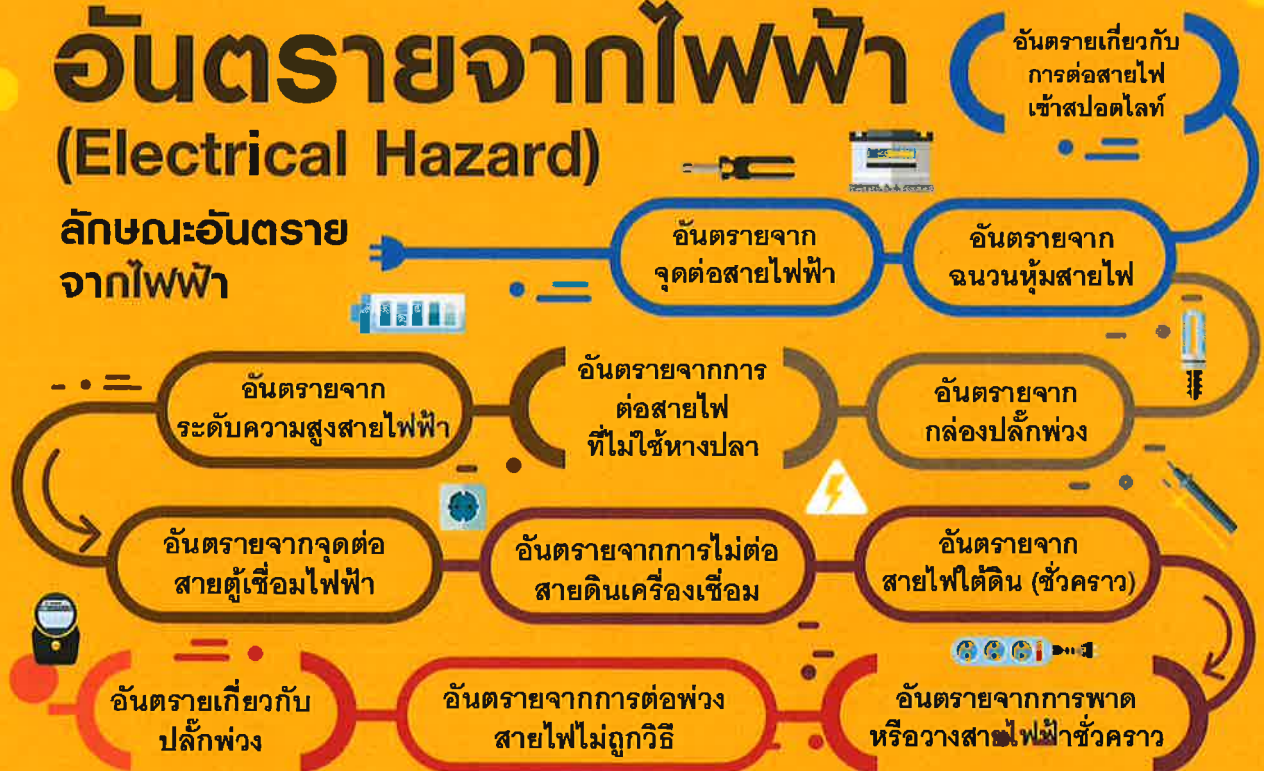 อันตรายจากไฟฟ้า
(Electrical Hazard)
ลักษณะอันตราย
จากไฟฟ้า
อันตรายจาก
จุดต่อสายไฟฟ้า
อันตรายจาก
ฉนวนหุ้มสายไฟ
อันตรายเกี่ยวกับ
การต่อสายไฟ
เข้าสปอตไลท์
อันตรายจาก
กล่องปลั๊กพ่วง
อันตรายจากการ
ต่อสายไฟ
ที่ไม่ใช้หางปลา
อันตรายจาก
ระดับความสูงสายไฟฟ้า
อันตรายจากจุดต่อ
สายตู้เชื่อมไฟฟ้า
อันตรายจากการไม่ต่อ
สายดินเครื่องเชื่อม
อันตรายจาก
สายไฟใต้ดิน (ชั่วคราว)
อันตรายจากการพาด
หรือวางสายไฟฟ้าชั่วคราว
อันตรายจากการต่อพ่วง
สายไฟไม่ถูกวิธี
อันตรายเกี่ยวกับ
ปลั๊กพ่วง